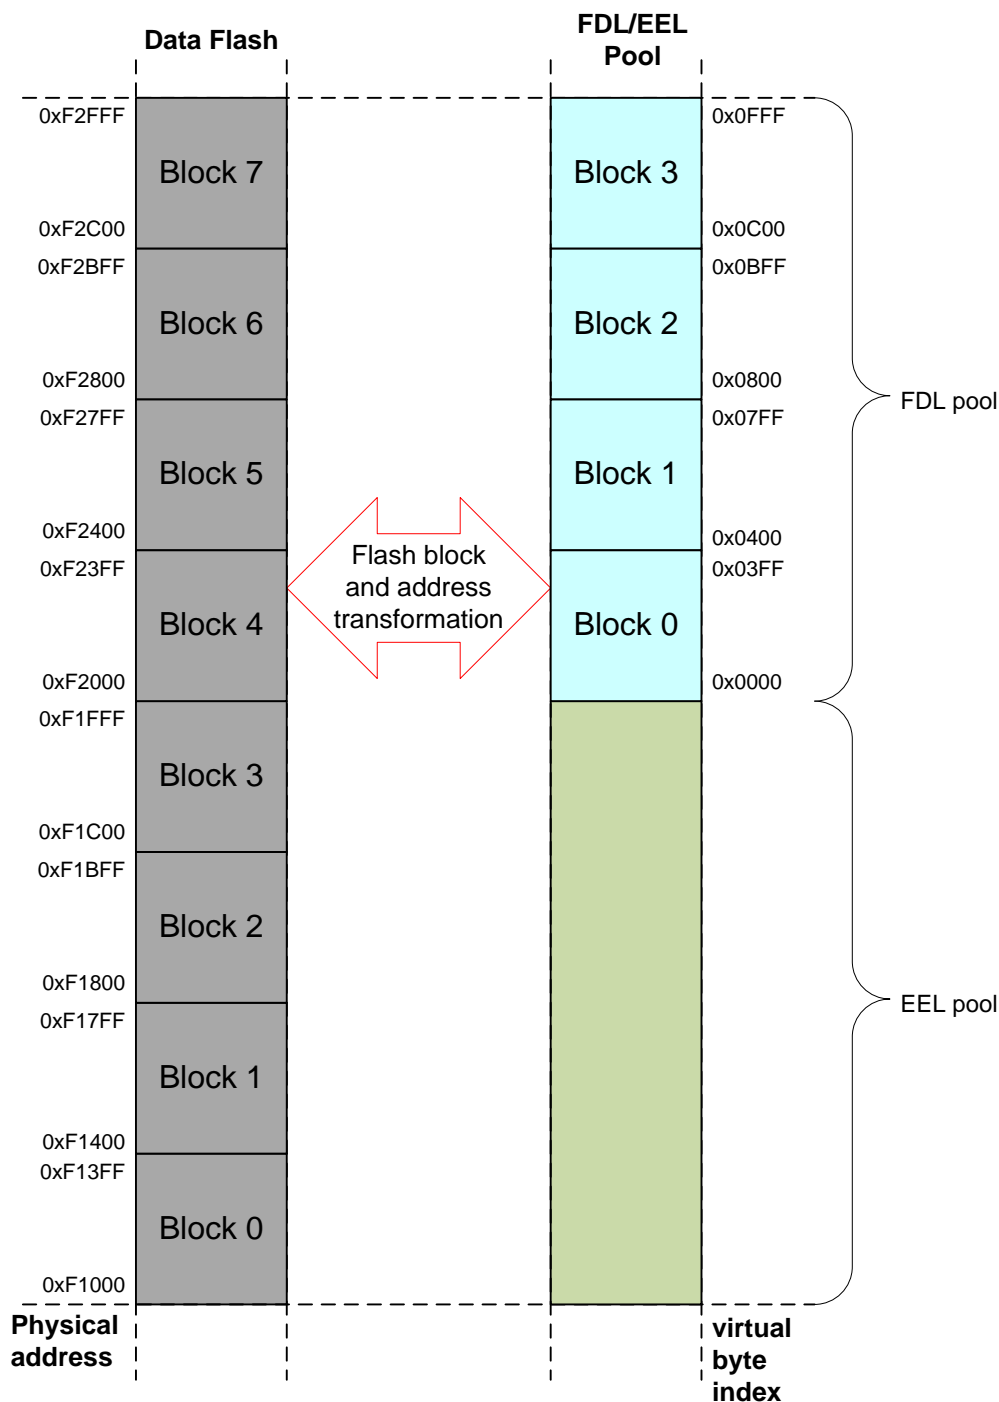 Data Flash
FDL/EEL
Pool
0xF2FFF
Block 7
0xF2C00
0xF2BFF
Block 6
0xF2800
0xF27FF
Block 5
0xF2400
0xF23FF
Block 4
0xF2000
0xF1FFF
Block 3
0xF1C00
0xF1BFF
Block 2
0xF1800
0xF17FF
Block 1
0xF1400
0xF13FF
Block 0
0xF1000
Physical
address
Flash block
and address
transformation
0x0FFF
Block 3
0x0C00
0x0BFF
Block 2
0x0800
0x07FF
Block 1
0x0400
0x03FF
Block 0
0x0000
FDL pool
EEL pool
virtual
byte
index